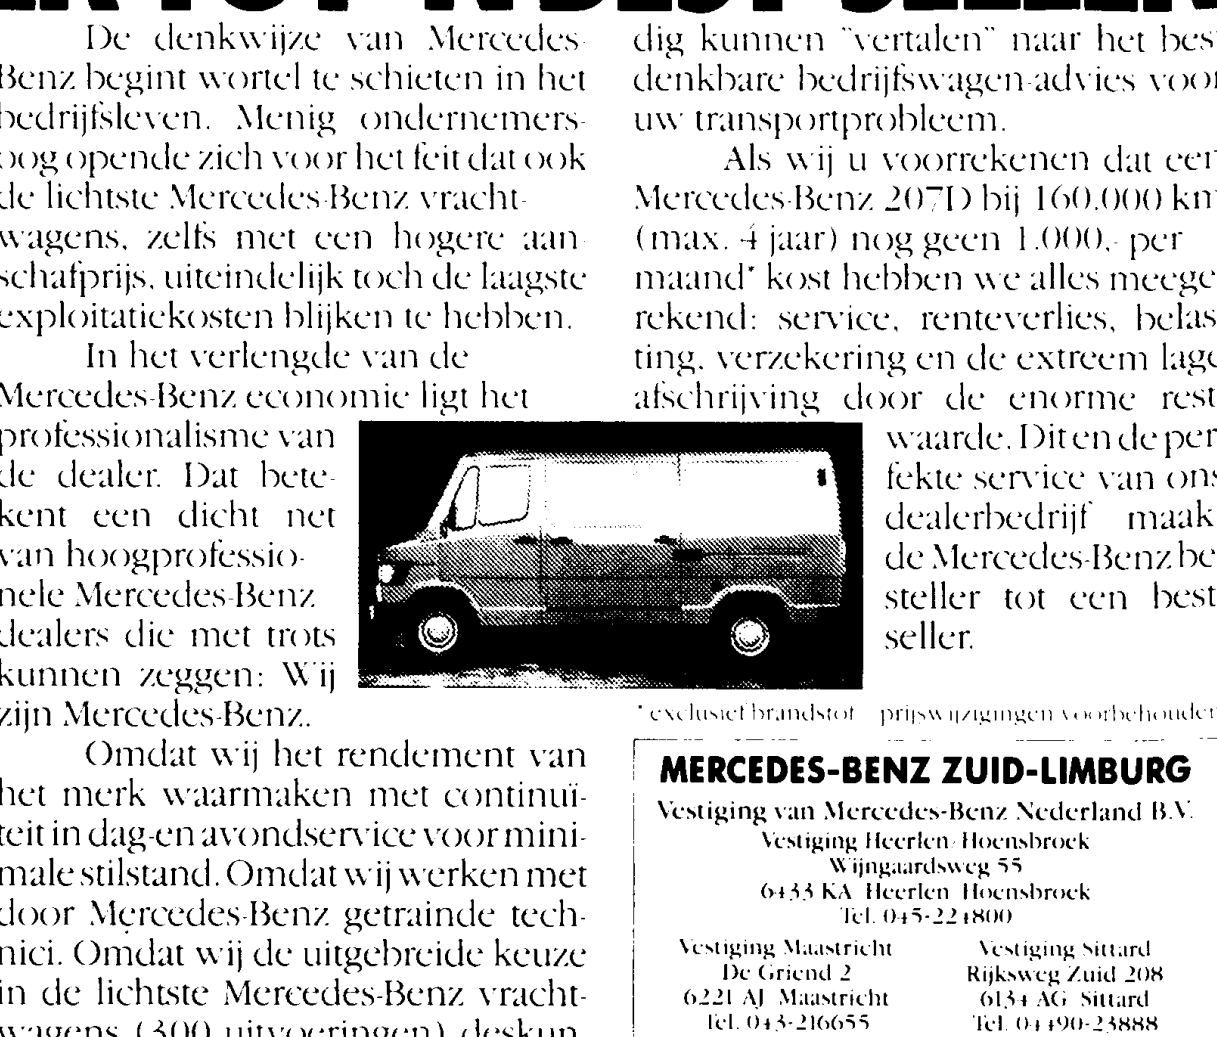 De denkwijze van Mercedes-
Benz begint wortel te schieten in het
bedrijfsleven. Menig ondernemers-
oog opende zich voor het feit dat ook
de lichtste Mercedes-Benz vracht-
wagens, zelfs met een hogere aan-
schafprijs, uiteindelijk toch de laagste
exploitatiekosten blijken te hebben.
In het verlengde van de
Mercedes-Benz economie ligt het
professionalisme van
de dealer. Dat bete-
kent een dicht net
van hoogprofessio-
nele Mercedes-Benz
dealers die met trots
kunnen zeggen: Wij
zijn Mercedes-Benz.
Omdat wij het rendement van
het merk waarmaken met continuï-
teit in dag-en avondservice voor mini-
male stilstand. Omdat wij werken met
door Mercedes-Benz getrainde tech-
nici. Omdat wij de uitgebreide keuze
in de lichtste Mercedes-Benz vracht-
wagens (300 uitvoeringen) deskun-
dig kunnen "vertalen" naar het bes
denkbare bedrijfswagen-advies voor
uw transportprobleem.
Als wij u voorrekenen dat een
Mercedes-Benz 207D bij 160.000 km
(max. 4 jaar) nog geen 1.000,- per
maand* kost hebben we alles meege
rekend: service, renteverlies, belas
ting, verzekering en de extreem lage
afschrijving door de enorme rest
waarde. Dit en de per
fekte service van ons
dealerbedrijf maak
de Mercedes-Benz be
steller tot een best
seller.
*exclusief brandstof prijswijzigingen voorbehouden
MERCEDES-BENZ ZUID-LIMBURG
Vestiging van Mercedes-Benz Nederland B.V.
Vestiging Heerlen-Hoensbroek
Wijngaardsweg 55
6433 KA Heerlen-Hoensbroek
Tel. 045-224800
Vestiging Maastricht
De Griend 2
6221 AJ Maastricht
Tel. 043-216655
Vestiging Sittard
Rijksweg Zuid 208
6134 AG Sittard
Tel. 04490-23888